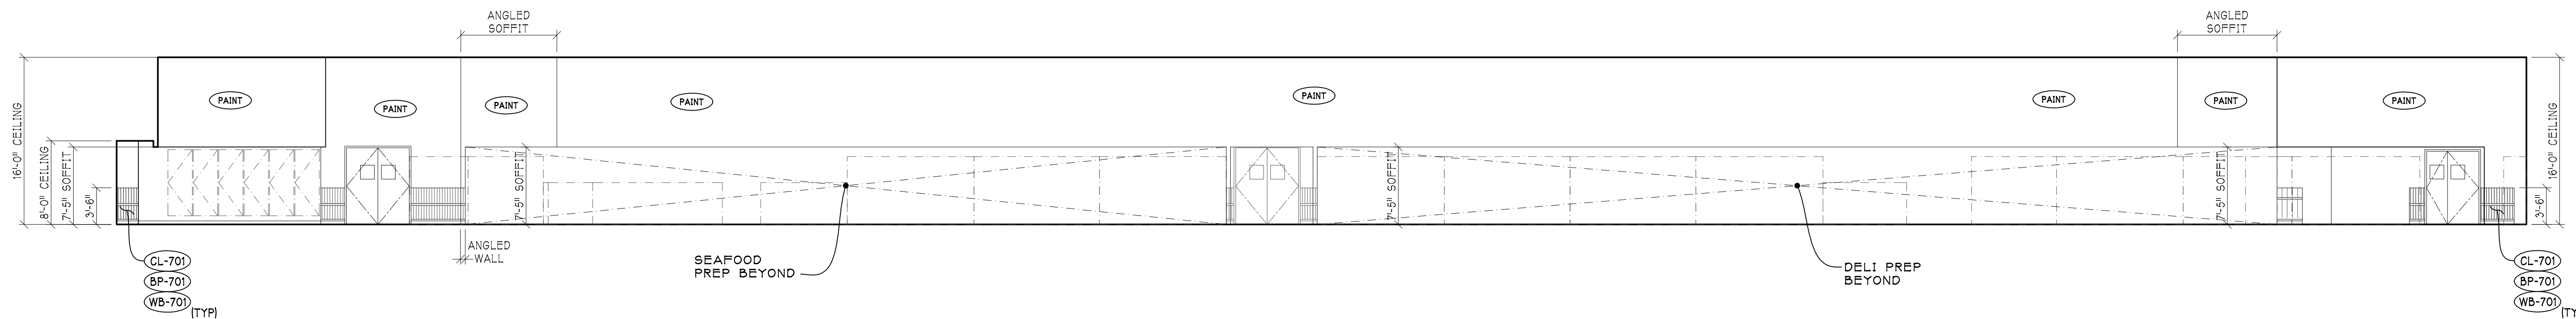 ANGLED
SOFFIT
ANGLED
SOFFIT
PAINT
PAINT
PAINT
PAINT
PAINT
PAINT
PAINT
PAINT
16'-0" CEILING
8'-0" CEILING
7'-5" SOFFIT
3'-6"
7'-5" SOFFIT
7'-5" SOFFIT
7'-5" SOFFIT
3'-6"
16'-0" CEILING
ANGLED
WALL
SEAFOOD
PREP BEYOND
DELI PREP
BEYOND
CL-701
BP-701
WB-701
(TYP)
CL-701
BP-701
WB-701
(TY